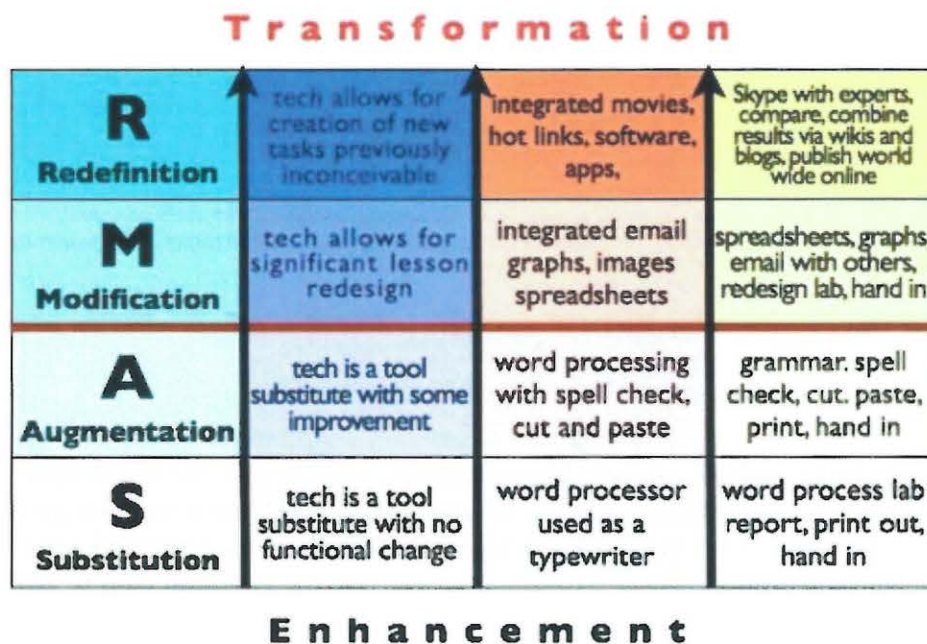 Transformation
R
Redefinition
tech allows for
creation of new
tasks previously
inconceivable
integrated movies,
hot links, software,
apps,
Skype with experts,
compare, combine
results via wikis and
blogs, publish world
wide online
M
Modification
tech allows for
significant lesson
redesign
integrated email
graphs, images
spreadsheets
spreadsheets, graphs
email with others,
redesign lab, hand in
A
Augmentation
tech is a tool
substitute with some
improvement
word processing
with spell check,
cut and paste
grammar. spell
check, cut. paste,
print, hand in
S
Substitution
tech is a tool
substitute with no
functional change
word processor
used as a
typewriter
word process lab
report, print out,
hand in
Enhancement